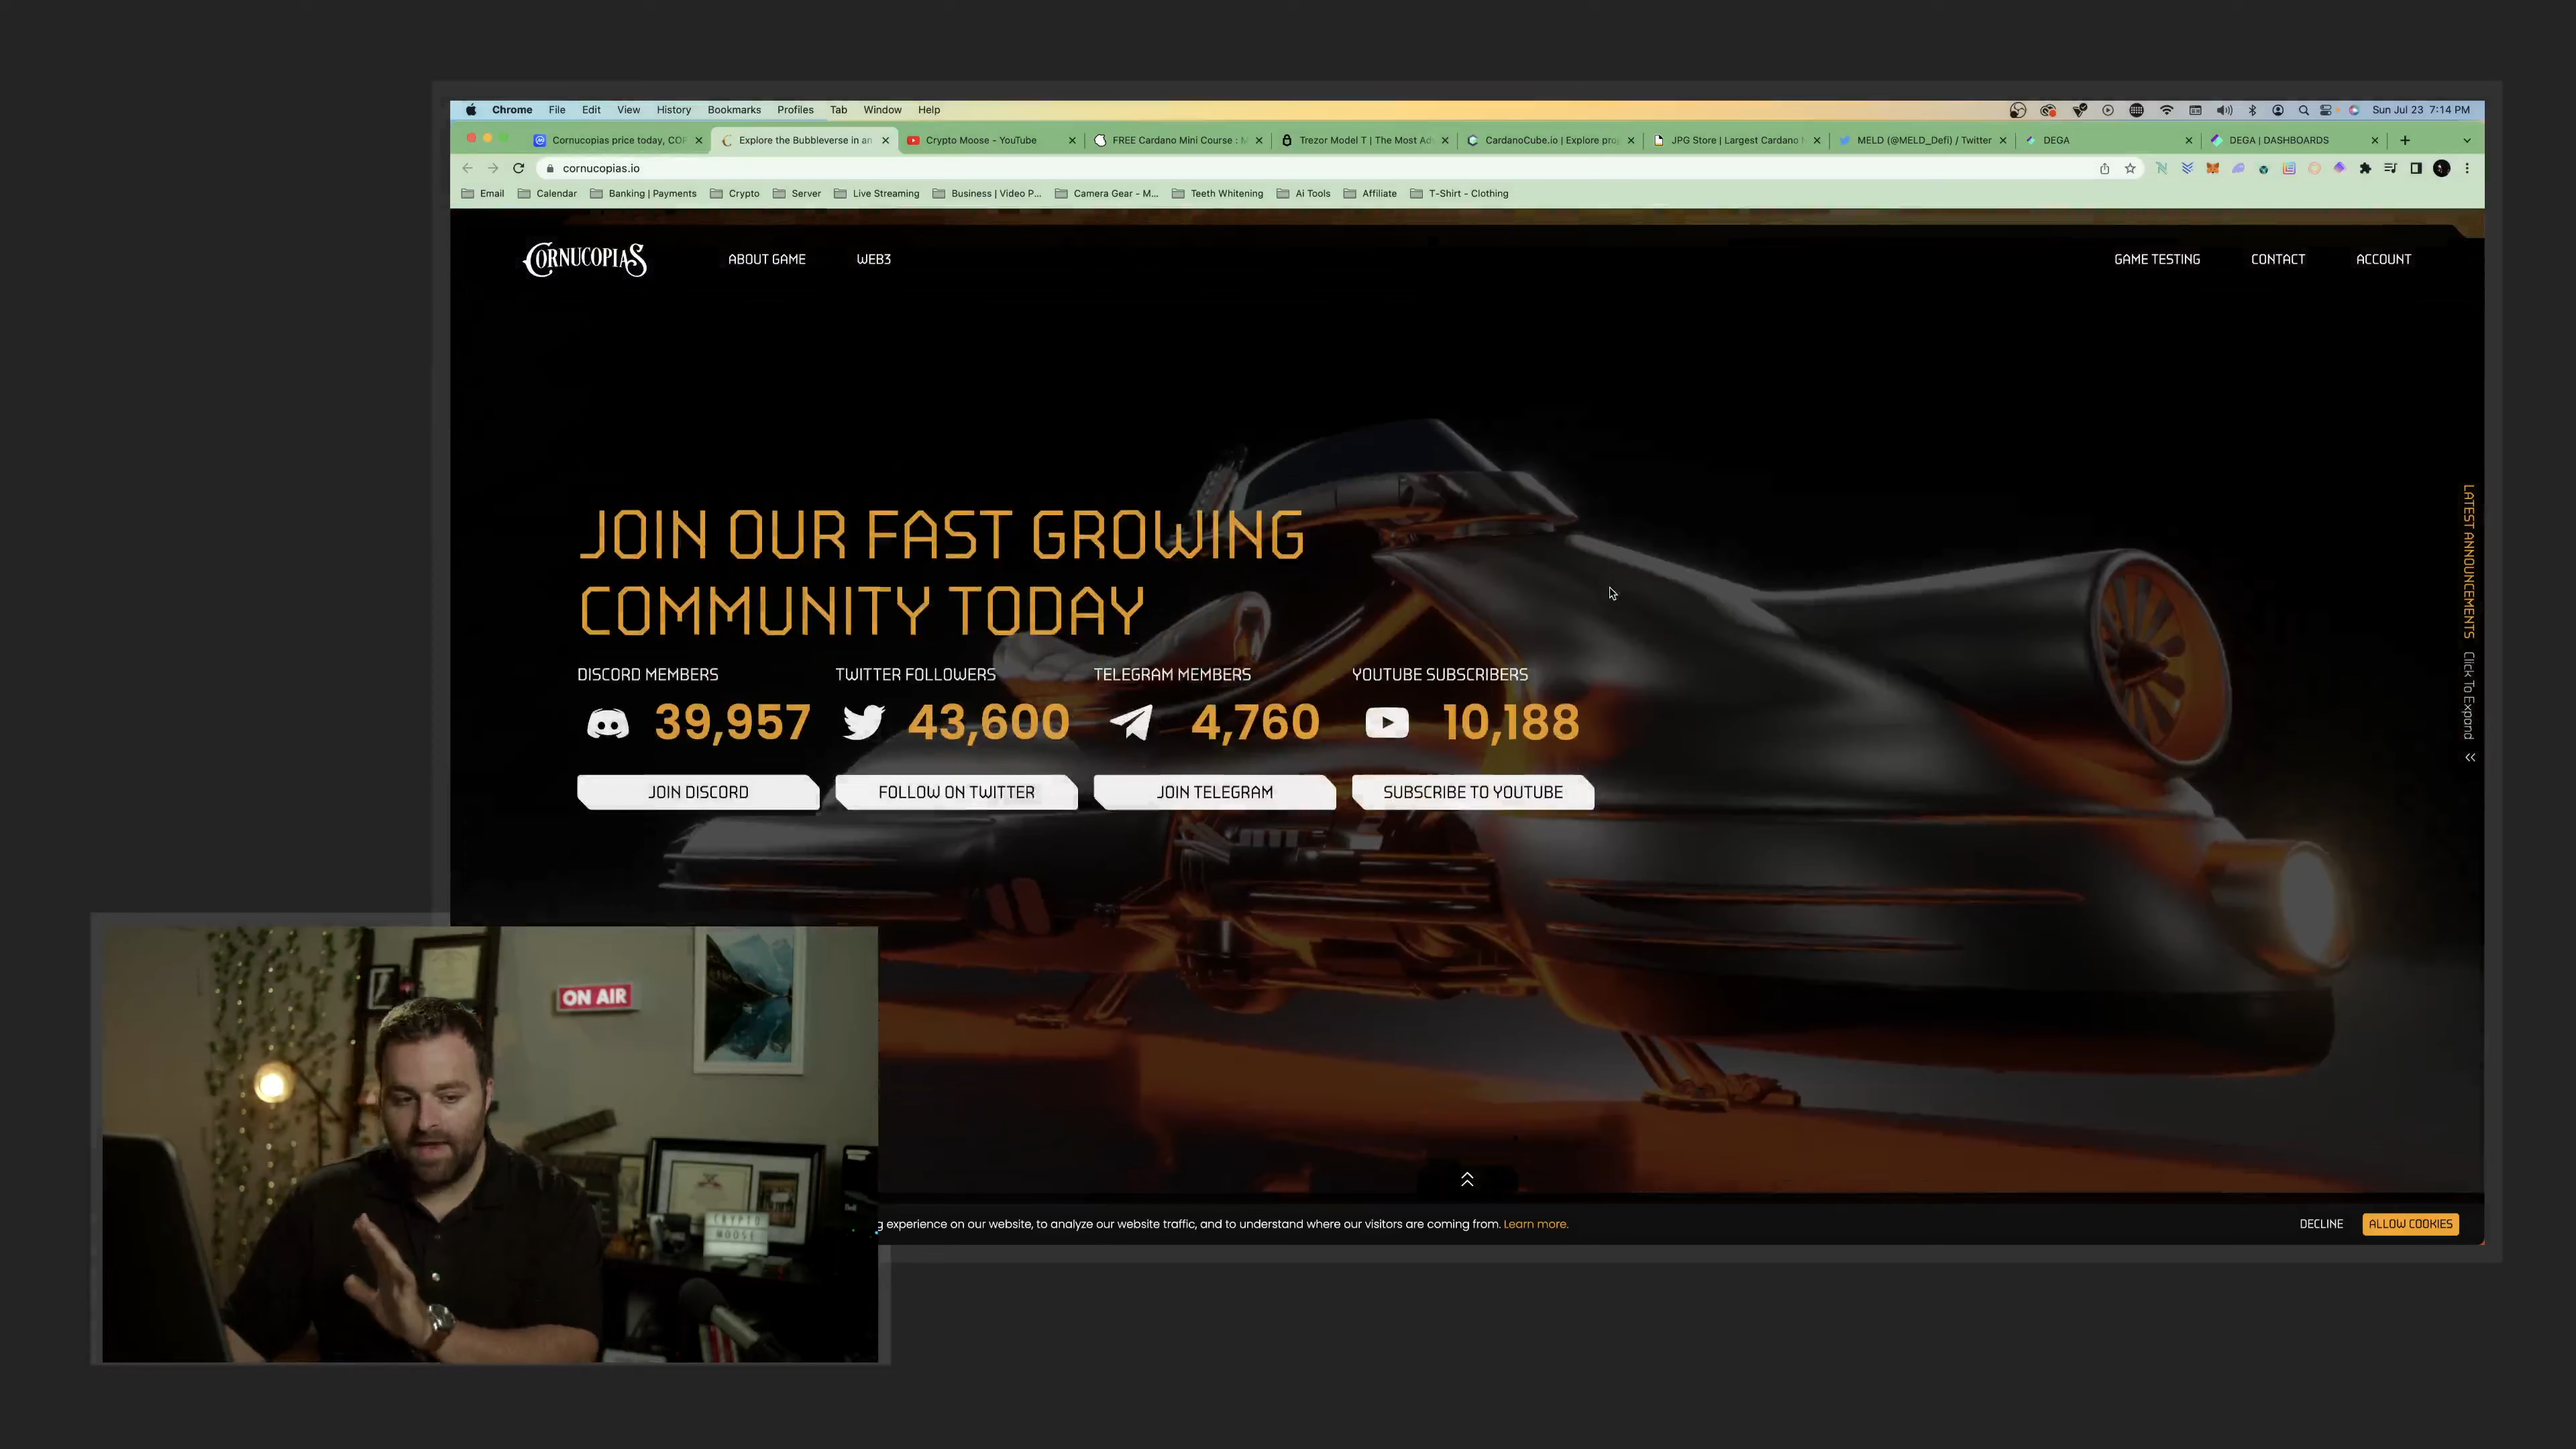 Chrome File Edit View History Bookmarks Profiles Tab Window Help Sun Jul 23 7:14 PM
Cornucopias price today, COP Explore the Bubbleverse in an Crypto Moose - YouTube FREE Cardano Mini Course : M Trezor Model T | The Most Ad CardanoCube.io | Explore pro JPG Store | Largest Cardano MELD (@MELD_Defi) / Twitter DEGA DEGA | DASHBOARDS
cornucopias.io
Email Calendar Banking | Payments Crypto Server Live Streaming Business | Video P... Camera Gear - M... Teeth Whitening Ai Tools Affiliate T-Shirt - Clothing
CORNUCOPIAS ABOUT GAME WEB3 GAME TESTING CONTACT ACCOUNT
JOIN OUR FAST GROWING
COMMUNITY TODAY
DISCORD MEMBERS TWITTER FOLLOWERS TELEGRAM MEMBERS YOUTUBE SUBSCRIBERS
39,957 43,600 4,760 10,188
JOIN DISCORD FOLLOW ON TWITTER JOIN TELEGRAM SUBSCRIBE TO YOUTUBE
LATEST ANNOUNCEMENTS Click To Expand
ON AIR
CRYPTO
MOOSE
g experience on our website, to analyze our website traffic, and to understand where our visitors are coming from. Learn more. DECLINE ALLOW COOKIES